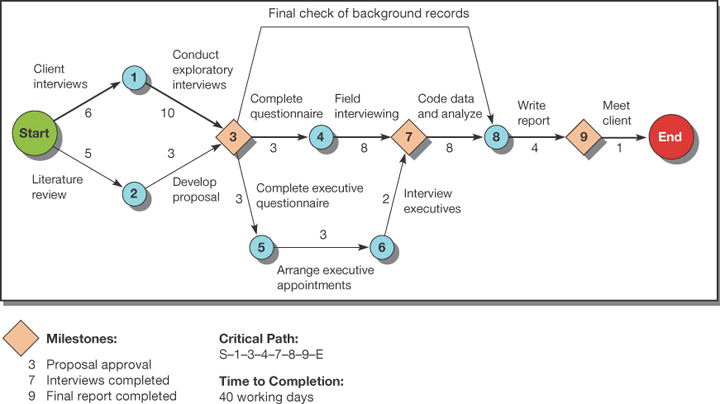 Final check of background records
Client
interviews
6
1
Conduct
exploratory
interviews
10
Start
5
Literature
review
2
3
Develop
proposal
3
Complete
questionnaire
3
4
Field
interviewing
8
7
Code data
and analyze
8
8
Write
report
4
9
Meet
client
1
End
3
Complete executive
questionnaire
5
3
Arrange executive
appointments
6
2
Interview
executives
Milestones:
3 Proposal approval
7 Interviews completed
9 Final report completed
Critical Path:
S–1–3–4–7–8–9–E
Time to Completion:
40 working days